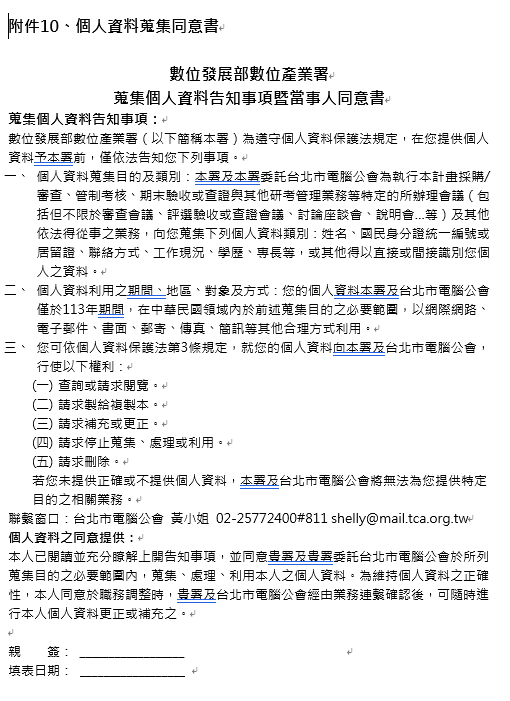 附件10、個人資料蒐集同意書
數位發展部數位產業署
蒐集個人資料告知事項暨當事人同意書
蒐集個人資料告知事項：
數位發展部數位產業署（以下簡稱本署）為遵守個人資料保護法規定，在您提供個人
資料予本署前，僅依法告知您下列事項。
一、 個人資料蒐集目的及類別：本署及本署委託台北市電腦公會為執行本計畫採購/
審查、管制考核、期末驗收或查證與其他研考管理業務等特定的所辦理會議（包
括但不限於審查會議、評選驗收或查證會議、討論座談會、說明會...等）及其他
依法得從事之業務，向您蒐集下列個人資料類別：姓名、國民身分證統一編號或
居留證、聯絡方式、工作現況、學歷、專長等，或其他得以直接或間接識別您個
人之資料。
二、 個人資料利用之期間、地區、對象及方式：您的個人資料本署及台北市電腦公會
僅於113年期間，在中華民國領域內於前述蒐集目的之必要範圍，以網際網路、
電子郵件、書面、郵寄、傳真、簡訊等其他合理方式利用。
三、 您可依個人資料保護法第3條規定，就您的個人資料向本署及台北市電腦公會，
行使以下權利：
(一) 查詢或請求閱覽。
(二) 請求製給複製本。
(三) 請求補充或更正。
(四) 請求停止蒐集、處理或利用。
(五) 請求刪除。
若您未提供正確或不提供個人資料，本署及台北市電腦公會將無法為您提供特定
目的之相關業務。
聯繫窗口：台北市電腦公會 黃小姐 02-25772400#811 shelly@mail.tca.org.tw
個人資料之同意提供：
本人已閱讀並充分瞭解上開告知事項，並同意貴署及貴署委託台北市電腦公會於所列
蒐集目的之必要範圍內，蒐集、處理、利用本人之個人資料。為維持個人資料之正確
性，本人同意於職務調整時，貴署及台北市電腦公會經由業務連繫確認後，可隨時進
行本人個人資料更正或補充之。
親　　簽： _________________
填表日期： _________________